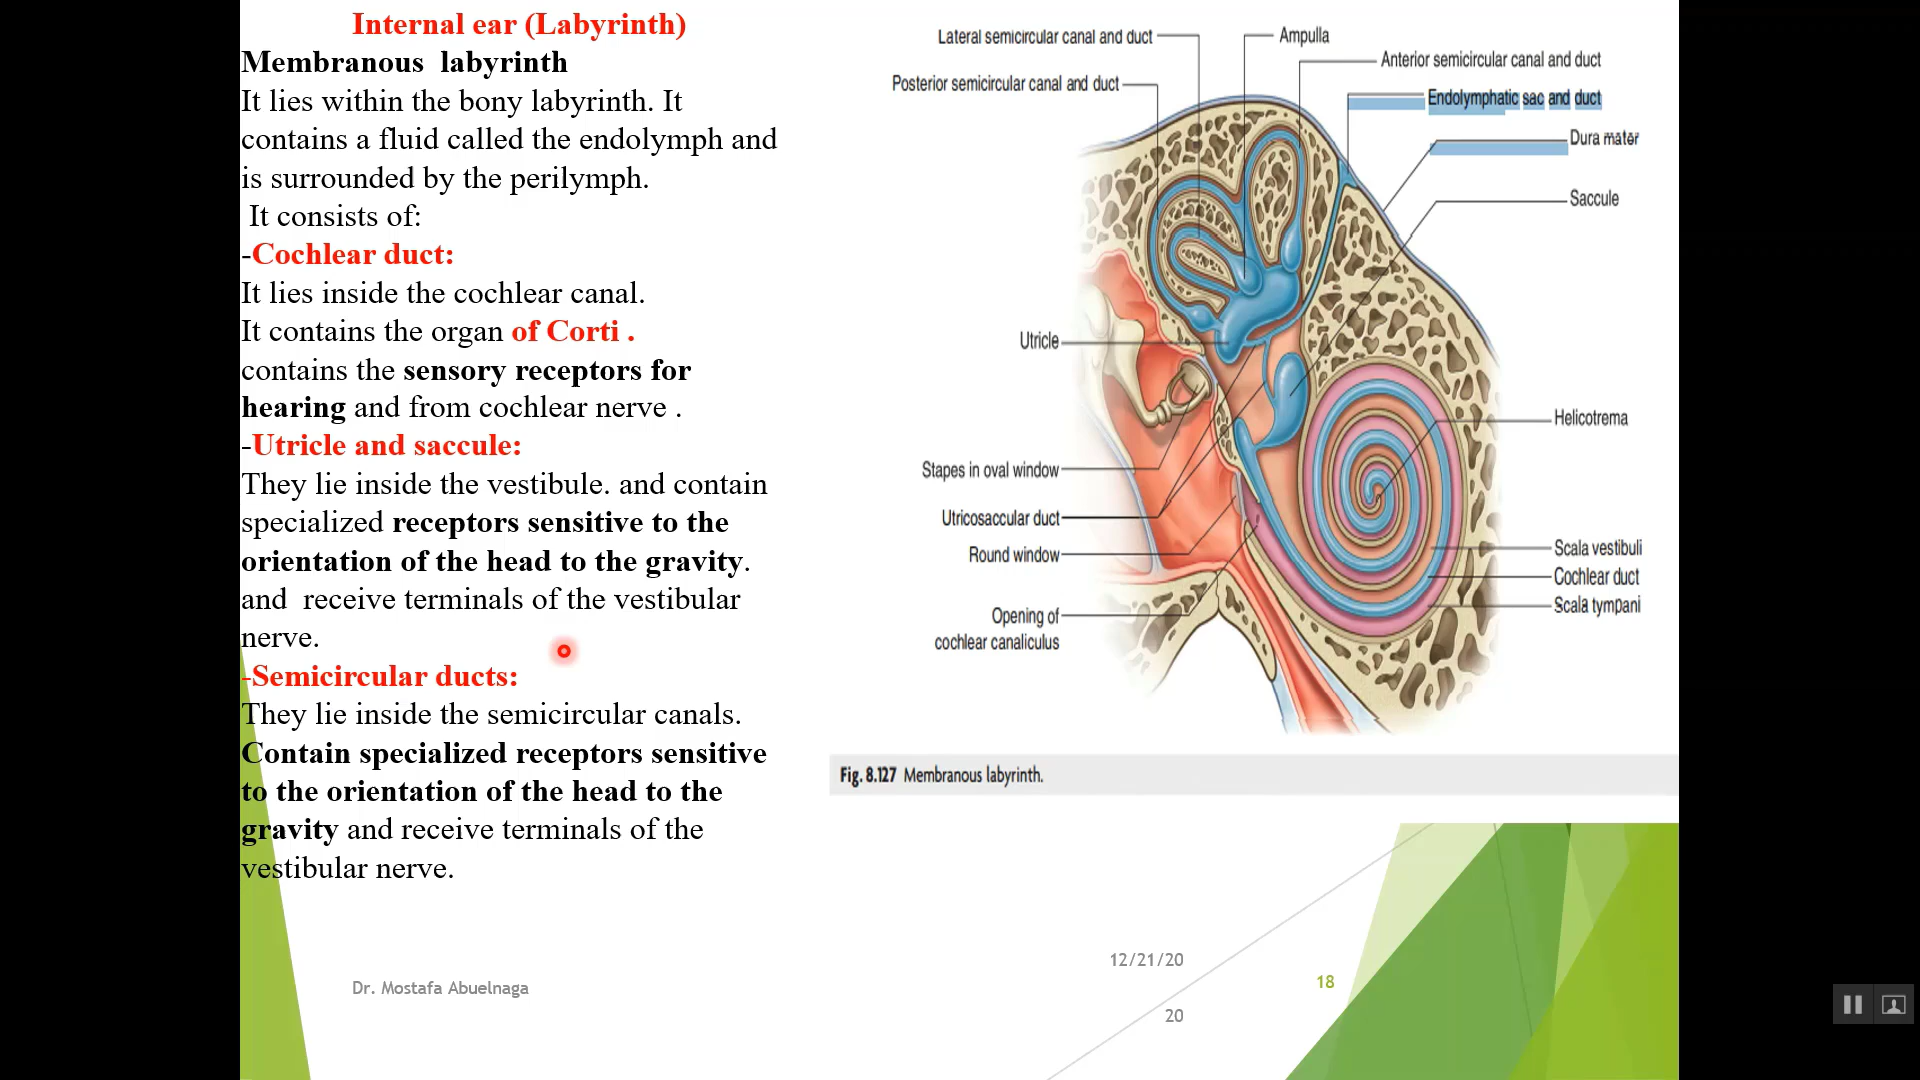 Internal ear (Labyrinth)
Membranous labyrinth
It lies within the bony labyrinth. It
contains a fluid called the endolymph and
is surrounded by the perilymph.
It consists of:
-Cochlear duct:
It lies inside the cochlear canal.
It contains the organ of Corti .
contains the sensory receptors for
hearing and from cochlear nerve .
-Utricle and saccule:
They lie inside the vestibule. and contain
specialized receptors sensitive to the
orientation of the head to the gravity.
and receive terminals of the vestibular
nerve.
-Semicircular ducts:
They lie inside the semicircular canals.
Contain specialized receptors sensitive
to the orientation of the head to the
gravity and receive terminals of the
vestibular nerve.
Lateral semicircular canal and duct
Posterior semicircular canal and duct
Ampulla
Anterior semicircular canal and duct
Endolymphatic sac and duct
Dura mater
Saccule
Utricle
Helicotrema
Stapes in oval window
Utricosaccular duct
Round window
Opening of
cochlear canaliculus
Scala vestibuli
Cochlear duct
Scala tympani
Fig. 8.127 Membranous labyrinth.
Dr. Mostafa Abuelnaga
12/21/20
20
18